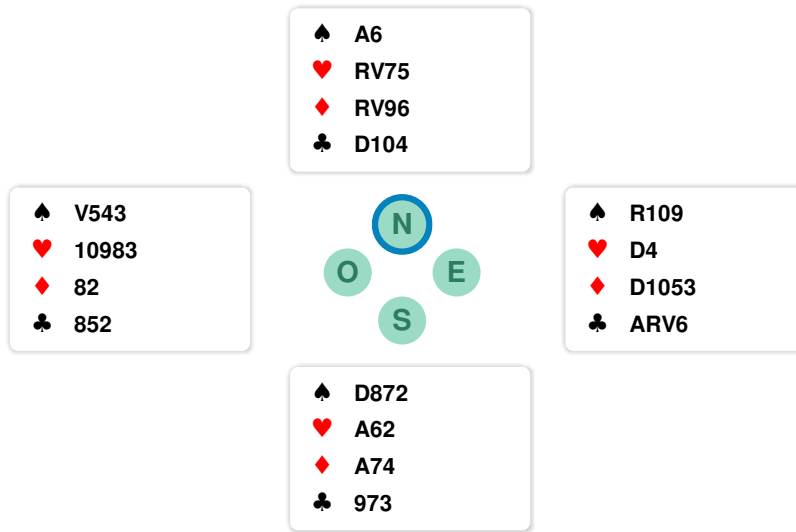 ♠ A6
♥ RV75
♦ RV96
♣ D104
♠ V543
♥ 10983
♦ 82
♣ 852
N
O
E
S
♠ R109
♥ D4
♦ D1053
♣ ARV6
♠ D872
♥ A62
♦ A74
♣ 973